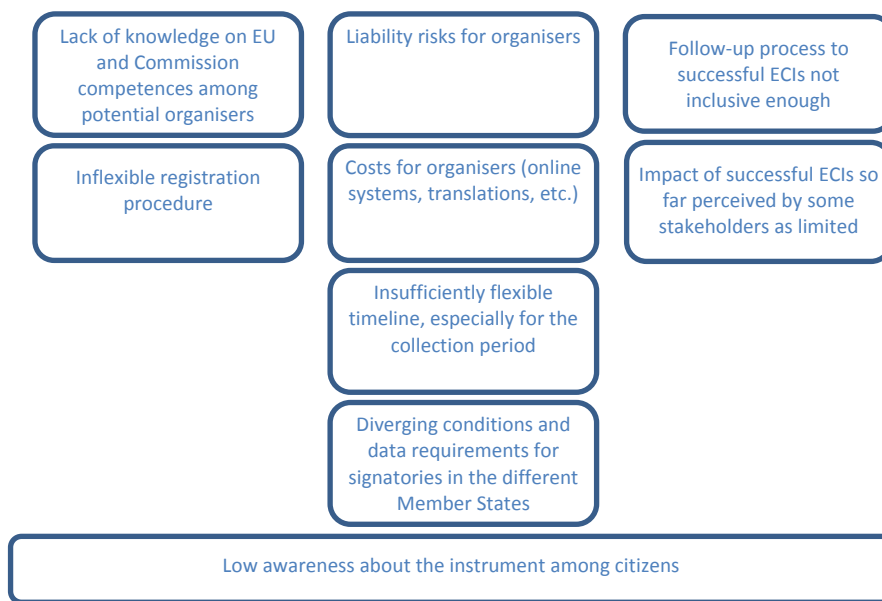 Lack of knowledge on EU
and Commission
competences among
potential organisers
Inflexible registration
procedure
Liability risks for organisers
Costs for organisers (online
systems, translations, etc.)
Insufficiently flexible
timeline, especially for the
collection period
Diverging conditions and
data requirements for
signatories in the different
Member States
Follow-up process to
successful ECIs not
inclusive enough
Impact of successful ECIs so
far perceived by some
stakeholders as limited
Low awareness about the instrument among citizens